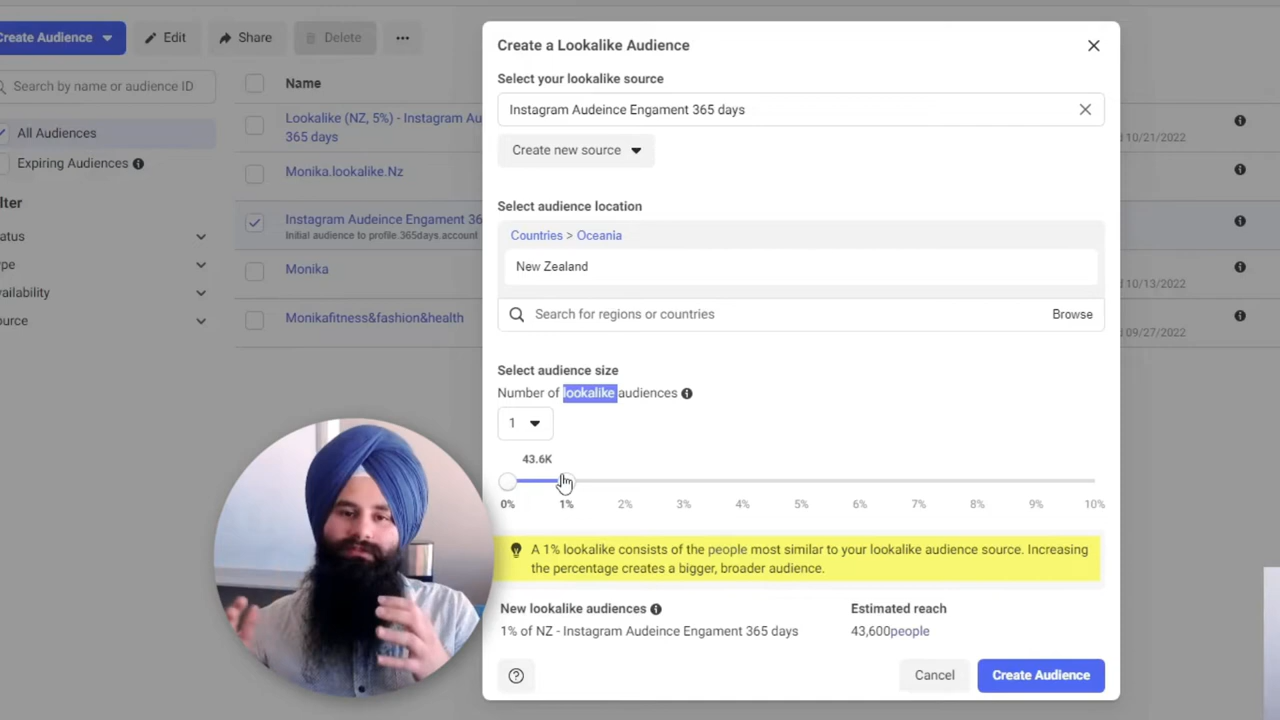 Create Audience
Edit
Share
Delete
Search by name or audience ID
All Audiences
Expiring Audiences
Name
Lookalike (NZ, 5%) - Instagram Au
365 days
Monika.lookalike.Nz
Instagram Audeince Engament 36
Initial audience to profile.365days.account
Monika
Monikafitness&fashion&health
lter
tatus
ype
vailability
ource
Create a Lookalike Audience
Select your lookalike source
Instagram Audeince Engament 365 days
Create new source
Select audience location
Countries > Oceania
New Zealand
Search for regions or countries
Browse
Select audience size
Number of lookalike audiences
1
43.6K
0% 1% 2% 3% 4% 5% 6% 7% 8% 9% 10%
A 1% lookalike consists of the people most similar to your lookalike audience source. Increasing
the percentage creates a bigger, broader audience.
New lookalike audiences
Estimated reach
1% of NZ - Instagram Audeince Engament 365 days
43,600people
Cancel
Create Audience
d 10/21/2022
d 10/13/2022
d 09/27/2022